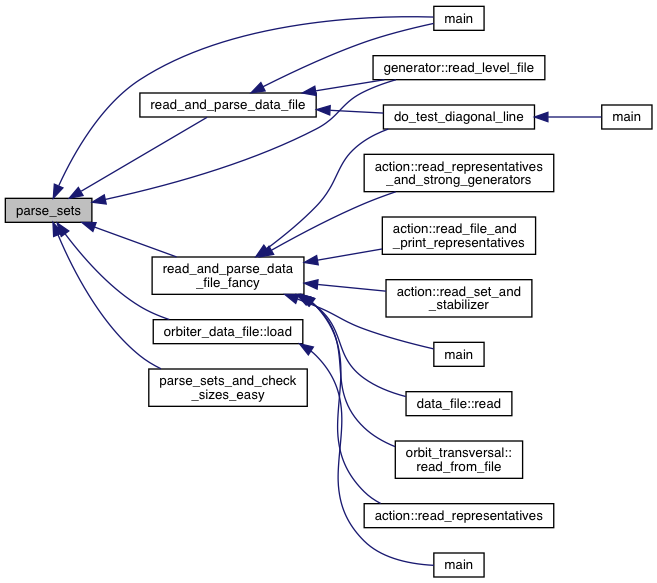 main
generator::read_level_file
read_and_parse_data_file
do_test_diagonal_line
main
action::read_representatives
_and_strong_generators
parse_sets
action::read_file_and
_print_representatives
read_and_parse_data
_file_fancy
action::read_set_and
_stabilizer
orbiter_data_file::load
main
parse_sets_and_check
_sizes_easy
data_file::read
orbit_transversal::
read_from_file
action::read_representatives
main